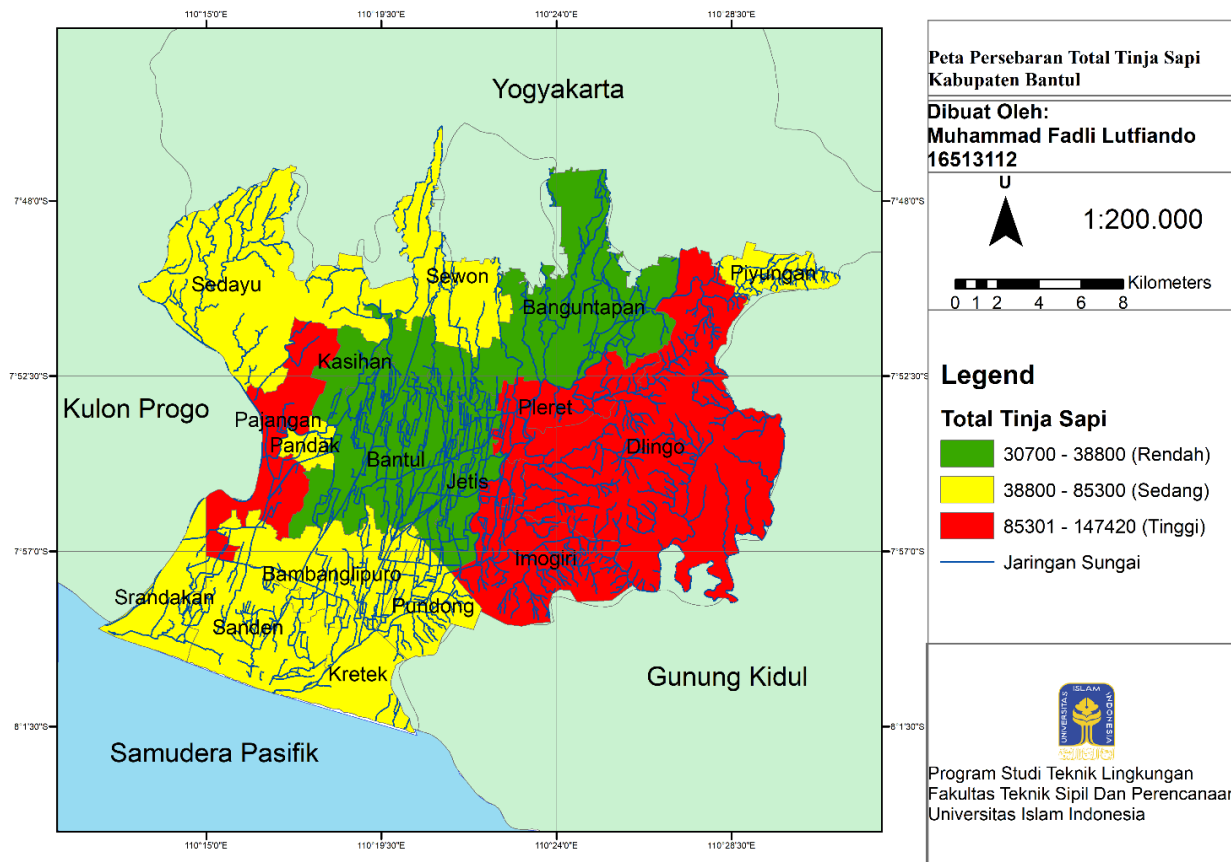 110°15'0"E 110°19'30"E 110°24'0"E 110°28'30"E
Yogyakarta
7°48'0"S 7°48'0"S
Sedayu
Sewon
Piyungan
Banguntapan
Kasihan
7°52'30"S 7°52'30"S
Kulon Progo
Pajangan
Pleret
Pandak
Bantul
Dlingo
Jetis
7°57'0"S 7°57'0"S
Imogiri
Bambanglipuro
Srandakan
Pundong
Sanden
Kretek
Gunung Kidul
8°1'30"S 8°1'30"S
Samudera Pasifik
110°15'0"E 110°19'30"E 110°24'0"E 110°28'30"E
Peta Persebaran Total Tinja Sapi
Kabupaten Bantul
Dibuat Oleh:
Muhammad Fadli Lutfiando
16513112
U
1:200.000
Kilometers
0 1 2 4 6 8
Legend
Total Tinja Sapi
30700 - 38800 (Rendah)
38800 - 85300 (Sedang)
85301 - 147420 (Tinggi)
Jaringan Sungai
UNIVERSITAS ISLAM INDONESIA
Program Studi Teknik Lingkungan
Fakultas Teknik Sipil Dan Perencanaan
Universitas Islam Indonesia